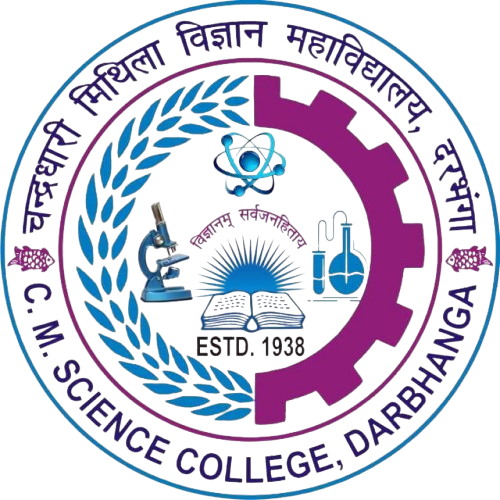 चन्द्रधारी मिथिला विज्ञान महाविद्यालय, दरभंगा
विज्ञानम् सर्वजनहिताय
ESTD. 1938
C. M. SCIENCE COLLEGE, DARBHANGA